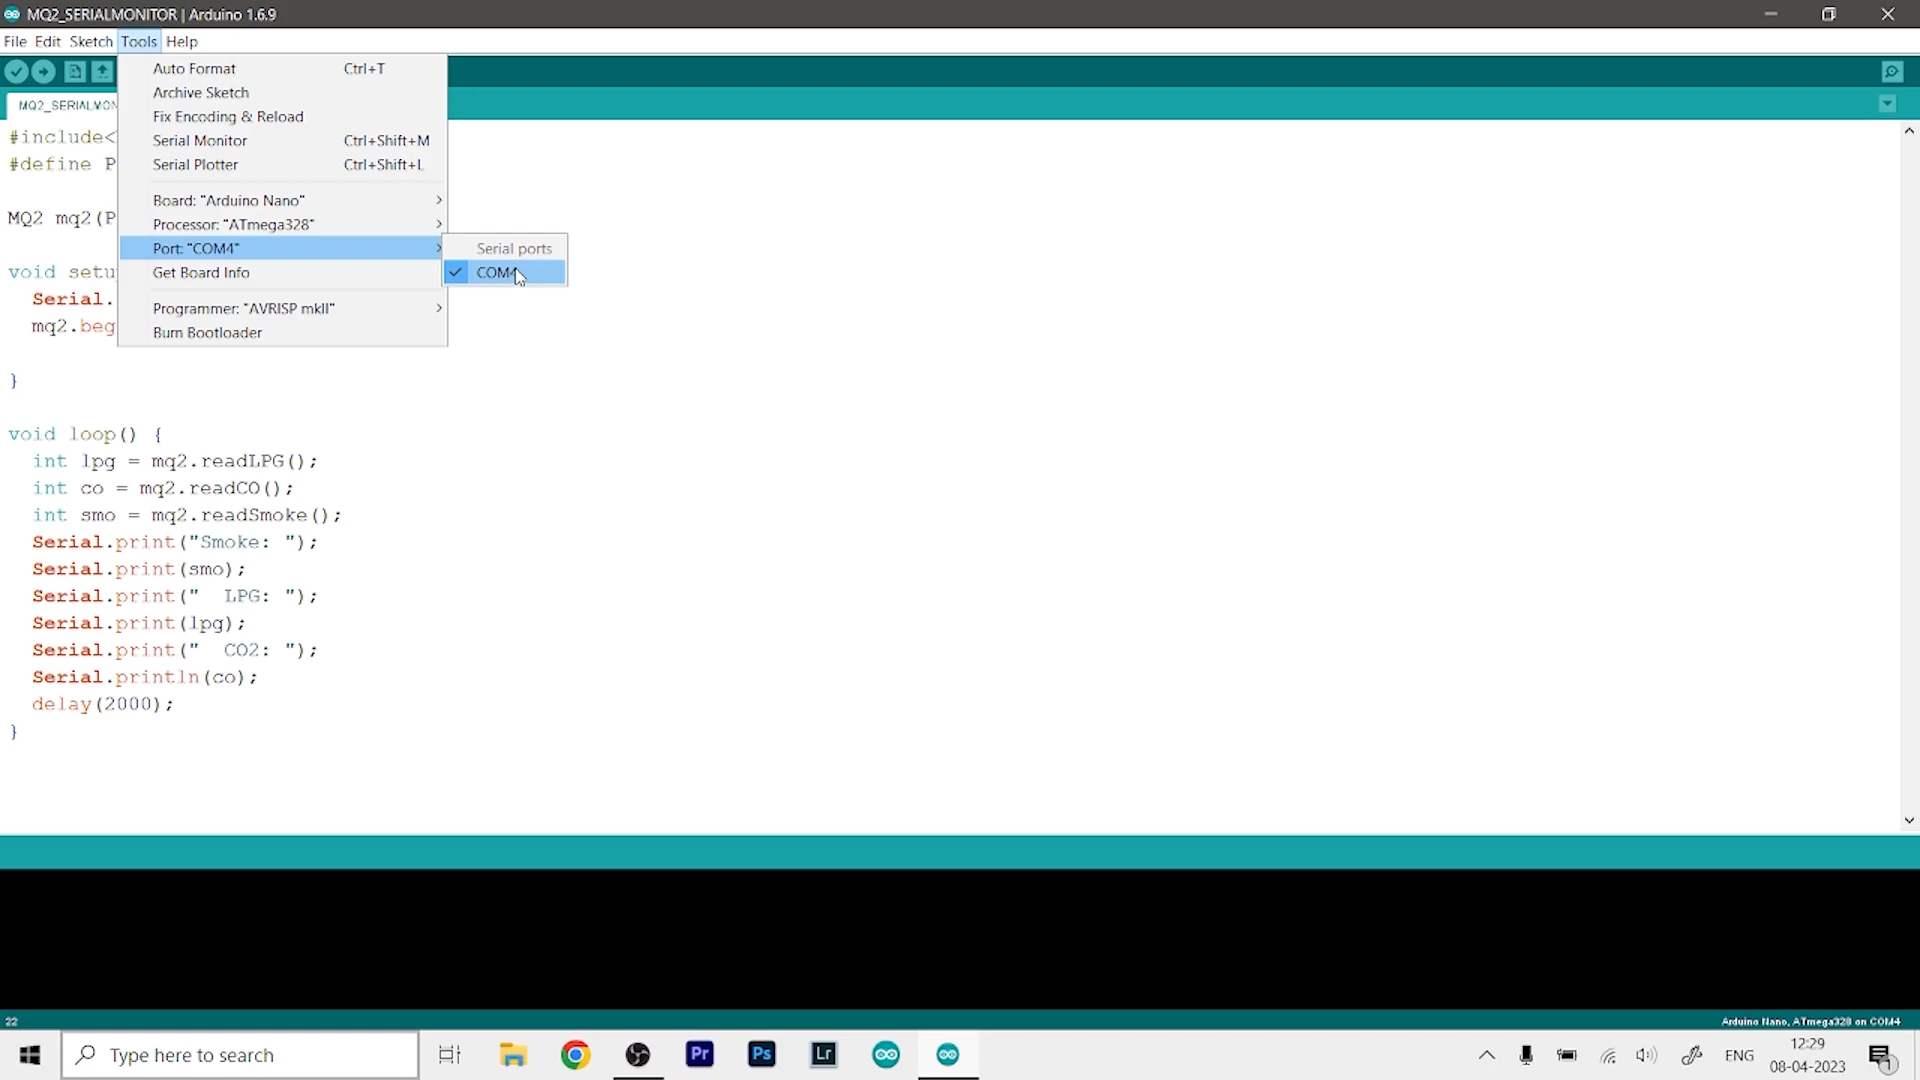 MQ2_SERIALMONITOR | Arduino 1.6.9
File Edit Sketch Tools Help
Auto Format Ctrl+T
Archive Sketch
Fix Encoding & Reload
Serial Monitor Ctrl+Shift+M
Serial Plotter Ctrl+Shift+L
Board: "Arduino Nano"
Processor: "ATmega328"
Port: "COM4"
Get Board Info
Programmer: "AVRISP mkII"
Burn Bootloader
Serial ports
COM4
MQ2_SERIALMON
#include<
#define P
MQ2 mq2(P
void setu
Serial.
mq2.beg
}
void loop() {
int lpg = mq2.readLPG();
int co = mq2.readCO();
int smo = mq2.readSmoke();
Serial.print("Smoke: ");
Serial.print(smo);
Serial.print("  LPG: ");
Serial.print(lpg);
Serial.print("  CO2: ");
Serial.println(co);
delay(2000);
}
22
Arduino Nano, ATmega328 on COM4
Type here to search
Pr
Ps
Lr
ENG
12:29
08-04-2023
1